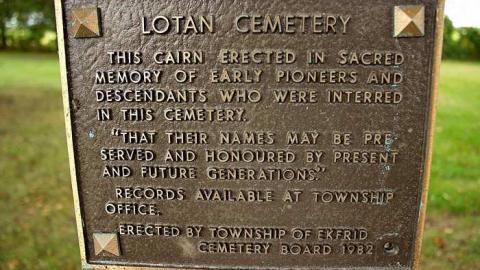 LOTAN CEMETERY
THIS CAIRN ERECTED IN SACRED
MEMORY OF EARLY PIONEERS AND
DESCENDANTS WHO WERE INTERRED
IN THIS CEMETERY.
"THAT THEIR NAMES MAY BE PRE-
SERVED AND HONOURED BY PRESENT
AND FUTURE GENERATIONS."
RECORDS AVAILABLE AT TOWNSHIP
OFFICE.
ERECTED BY TOWNSHIP OF EKFRID
CEMETERY BOARD 1982